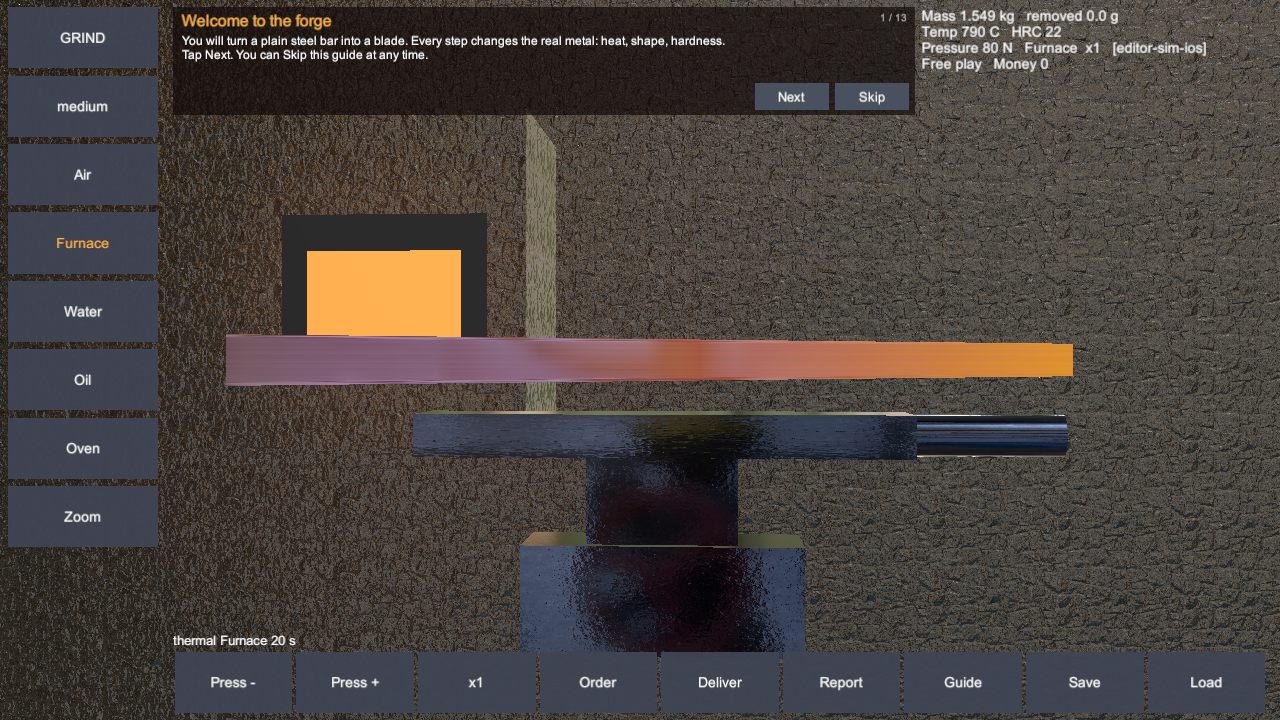 GRIND
medium
Air
Furnace
Water
Oil
Oven
Zoom
Welcome to the forge
1 / 13
You will turn a plain steel bar into a blade. Every step changes the real metal: heat, shape, hardness.
Tap Next. You can Skip this guide at any time.
Next
Skip
Mass 1.549 kg removed 0.0 g
Temp 790 C HRC 22
Pressure 80 N Furnace x1 [editor-sim-ios]
Free play Money 0
thermal Furnace 20 s
Press -
Press +
x1
Order
Deliver
Report
Guide
Save
Load